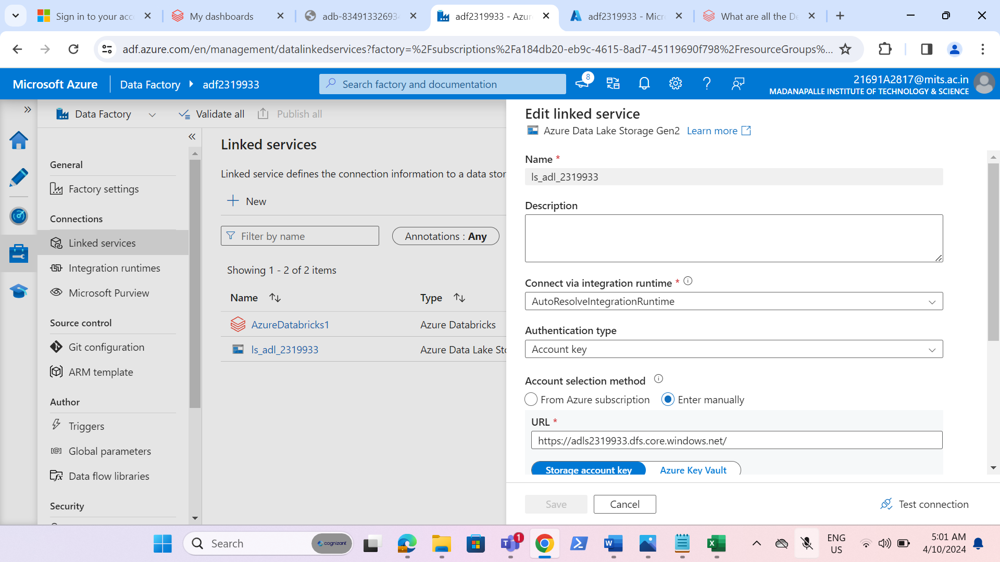 Sign in to your acc
My dashboards
adb-834913326934
adf2319933 - Azur
adf2319933 - Micr
What are all the De
adf.azure.com/en/management/datalinkedservices?factory=%2Fsubscriptions%2Fa184db20-eb9c-4615-8ad7-45119690f798%2FresourceGroups%...
Microsoft Azure
Data Factory
adf2319933
Search factory and documentation
8
21691A2817@mits.ac.in
MADANAPALLE INSTITUTE OF TECHNOLOGY & SCIENCE
Data Factory
Validate all
Publish all
General
Factory settings
Connections
Linked services
Integration runtimes
Microsoft Purview
Source control
Git configuration
ARM template
Author
Triggers
Global parameters
Data flow libraries
Security
Linked services
Linked service defines the connection information to a data stor
New
Filter by name
Annotations : Any
Showing 1 - 2 of 2 items
Name
Type
AzureDatabricks1
Azure Databricks
ls_adl_2319933
Azure Data Lake Sto
Edit linked service
Azure Data Lake Storage Gen2 Learn more
Name *
ls_adl_2319933
Description
Connect via integration runtime *
AutoResolveIntegrationRuntime
Authentication type
Account key
Account selection method
From Azure subscription
Enter manually
URL *
https://adls2319933.dfs.core.windows.net/
Storage account key
Azure Key Vault
Save
Cancel
Test connection
Search
cognizant
1
ENG
US
5:01 AM
4/10/2024